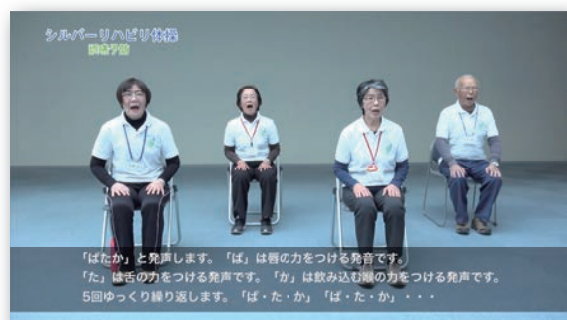 シルバーリハビリ体操
「ぱたか」と発声します。「ぱ」は唇の力をつける発音です。
「た」は舌の力をつける発声です。「か」は飲み込む喉の力をつける発声です。
5回ゆっくり繰り返します。「ぱ・た・か」「ぱ・た・か」・・・